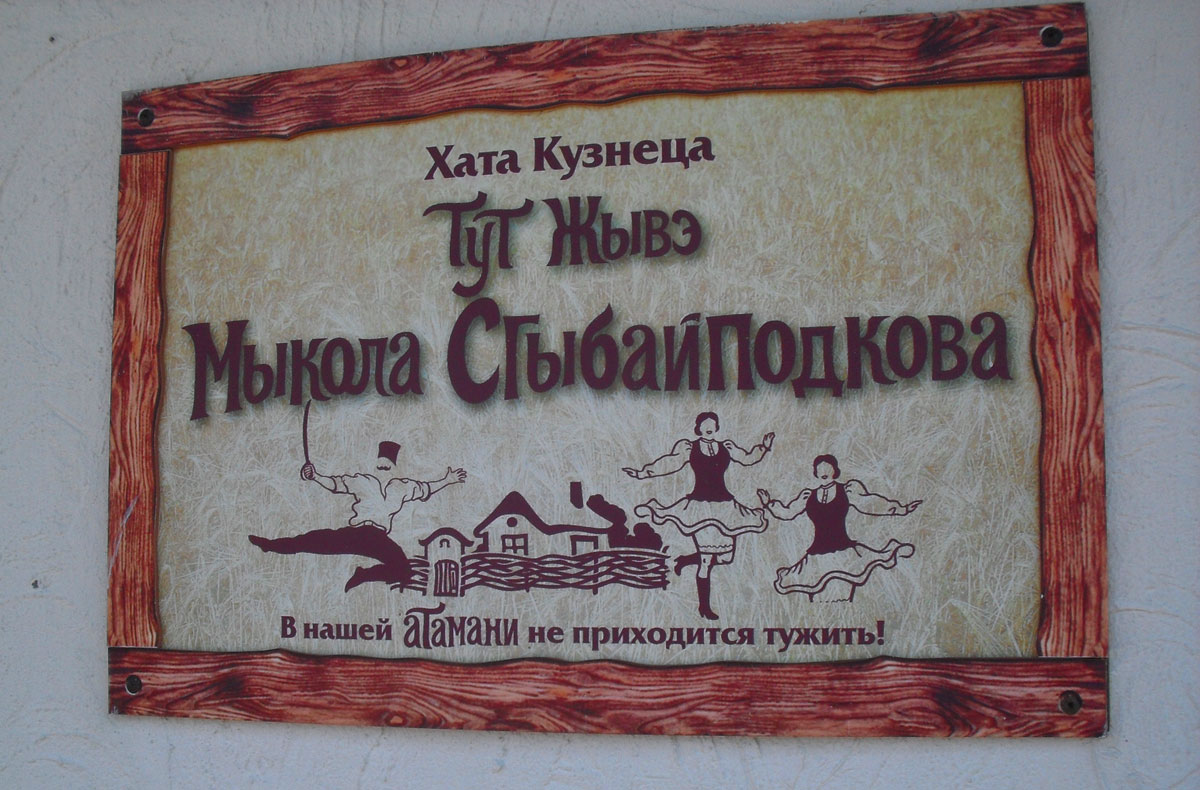 Хата Кузнеца
Тут Жывэ
Мыкола Сгыбайподкова
В нашей атамани не приходится тужить!